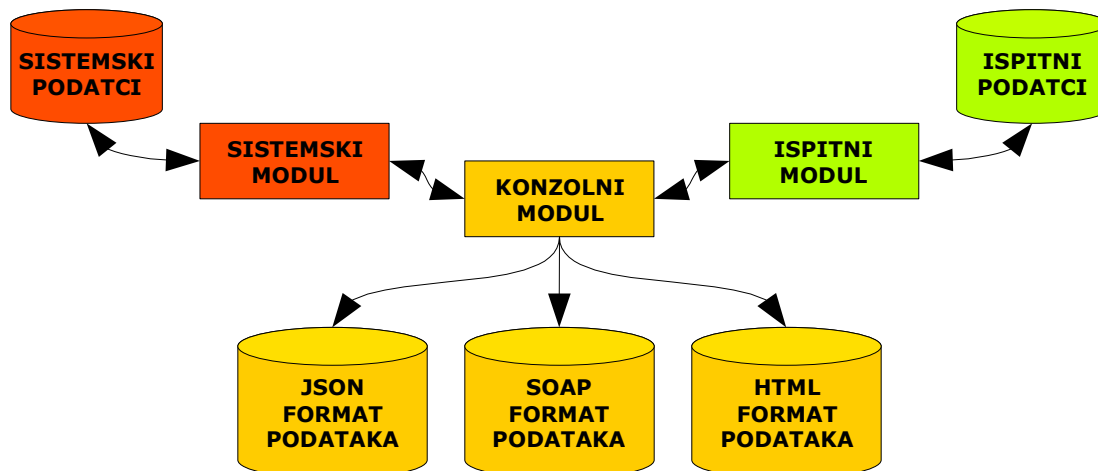 SISTEMSKI
PODATCI
ISPITNI
PODATCI
SISTEMSKI
MODUL
ISPITNI
MODUL
KONZOLNI
MODUL
JSON
FORMAT
PODATAKA
SOAP
FORMAT
PODATAKA
HTML
FORMAT
PODATAKA